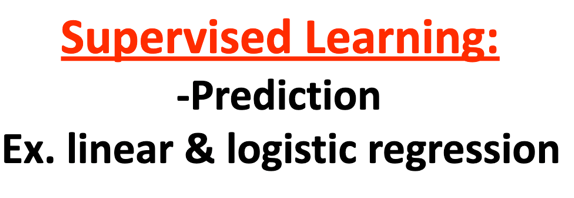 Supervised Learning:
-Prediction
Ex. linear & logistic regression